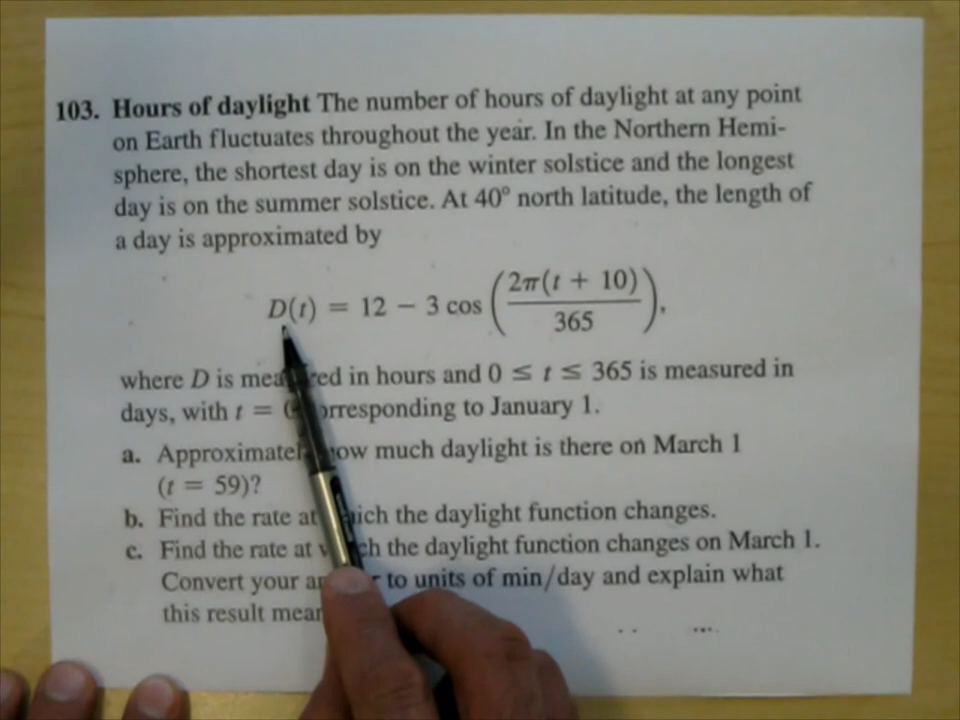 103. Hours of daylight The number of hours of daylight at any point
on Earth fluctuates throughout the year. In the Northern Hemi-
sphere, the shortest day is on the winter solstice and the longest
day is on the summer solstice. At 40° north latitude, the length of
a day is approximated by
D(t) = 12 − 3 cos (2π(t + 10)/365),
where D is mea red in hours and 0 ≤ t ≤ 365 is measured in
days, with t = orresponding to January 1.
a. Approximatel ow much daylight is there on March 1
(t = 59)?
b. Find the rate at ich the daylight function changes.
c. Find the rate at ch the daylight function changes on March 1.
Convert your an to units of min/day and explain what
this result mean